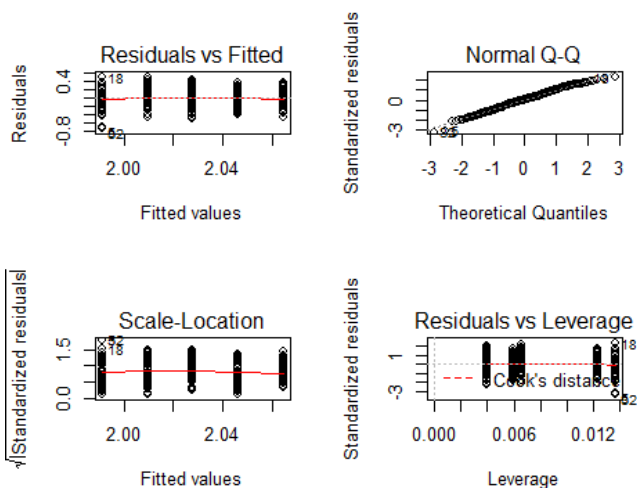 Residuals vs Fitted
Residuals
0.4
-0.8
18
52
2.00
2.04
Fitted values
Normal Q-Q
Standardized residuals
0
-3
-3
-2
-1
0
1
2
3
Theoretical Quantiles
Scale-Location
√|Standardized residuals|
1.5
0.0
52
18
2.00
2.04
Fitted values
Residuals vs Leverage
Standardized residuals
1
-3
18
Cook's distance
52
0.000
0.006
0.012
Leverage